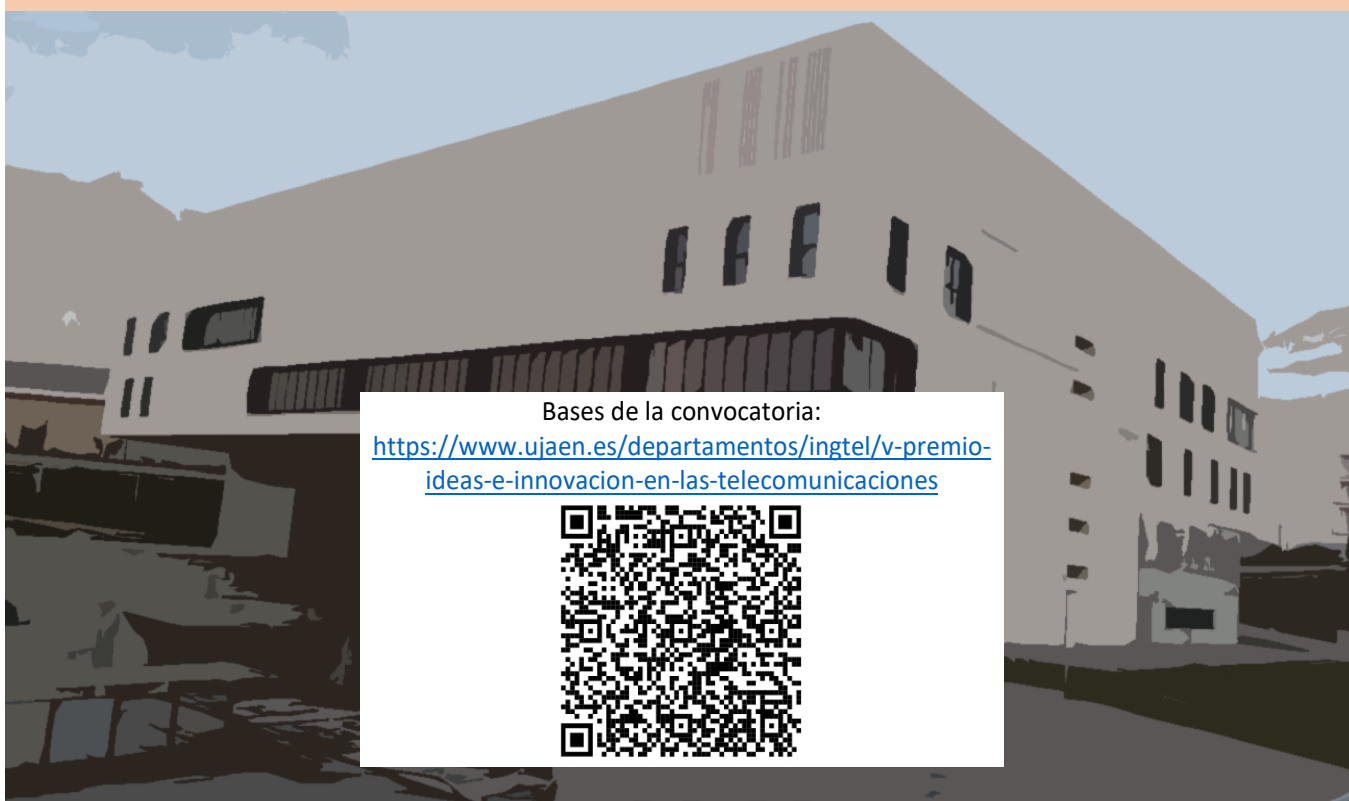 Bases de la convocatoria:
https://www.ujaen.es/departamentos/ingtel/v-premio-
ideas-e-innovacion-en-las-telecomunicaciones